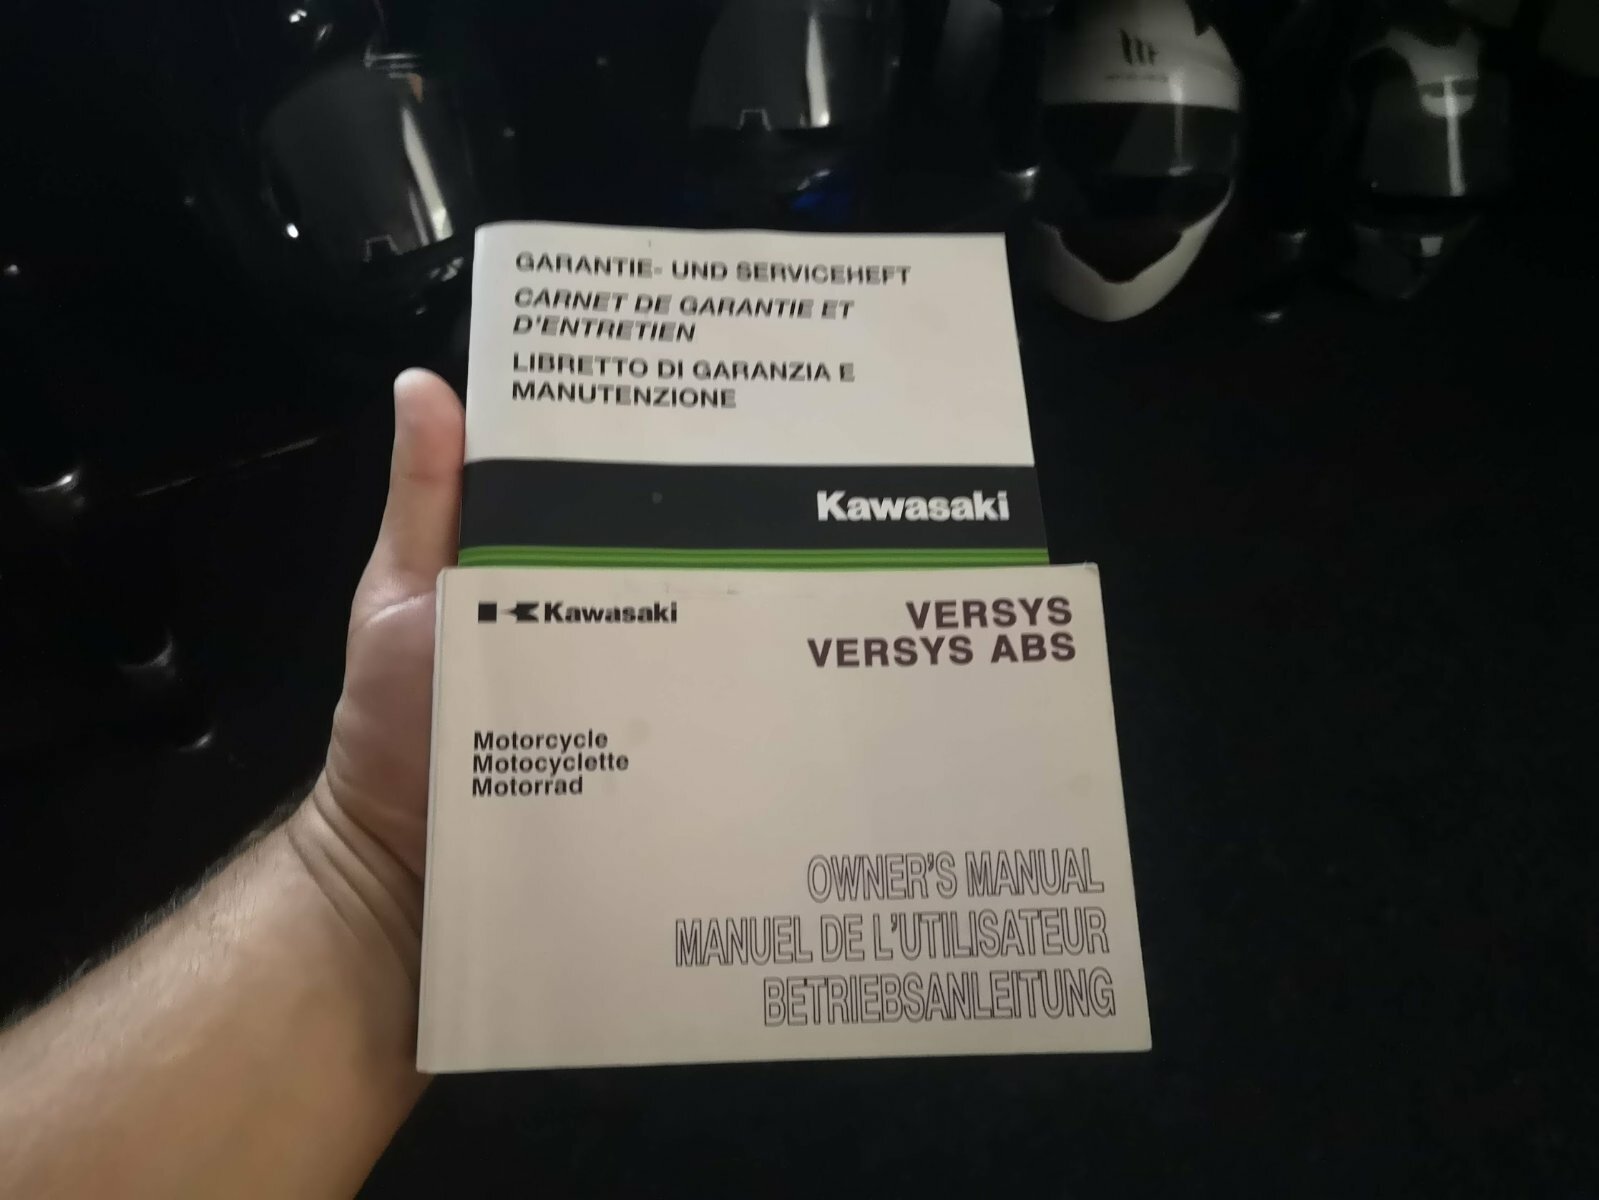 GARANTIE- UND SERVICEHEFT
CARNET DE GARANTIE ET
D'ENTRETIEN
LIBRETTO DI GARANZIA E
MANUTENZIONE
Kawasaki
Kawasaki
VERSYS
VERSYS ABS
Motorcycle
Motocyclette
Motorrad
OWNER'S MANUAL
MANUEL DE L'UTILISATEUR
BETRIEBSANLEITUNG